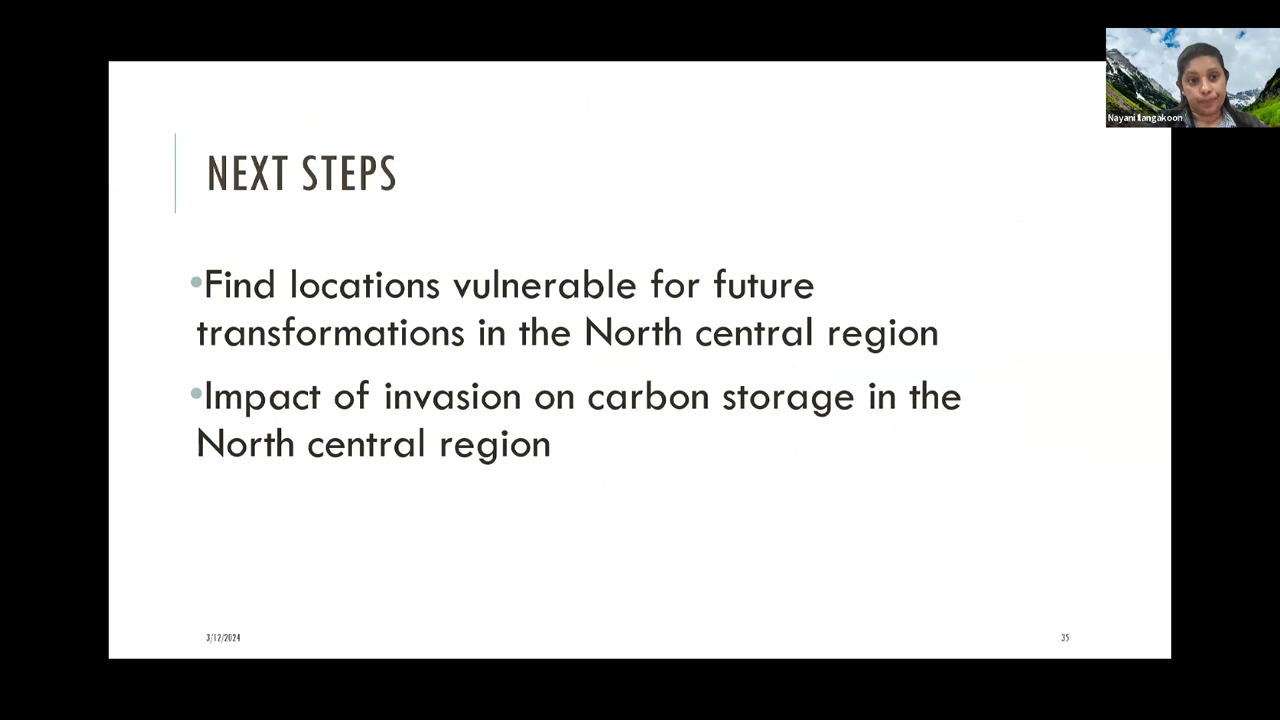 Nayani Ilangakoon
NEXT STEPS
•Find locations vulnerable for future
transformations in the North central region
•Impact of invasion on carbon storage in the
North central region
3/12/2024
35